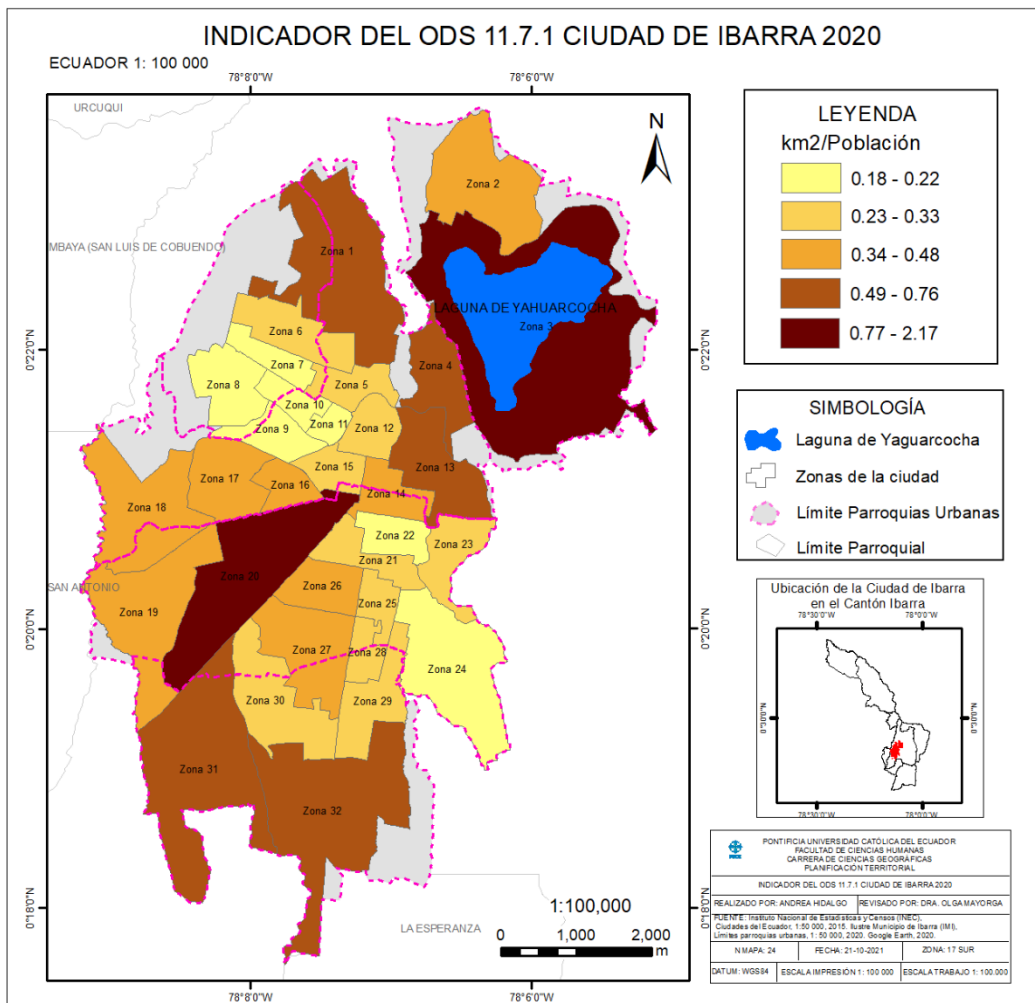 INDICADOR DEL ODS 11.7.1 CIUDAD DE IBARRA 2020
ECUADOR 1: 100 000
78°8'0"W
78°6'0"W
URCUQUI
N
Zona 2
MBAYA (SAN LUIS DE COBUENDO)
Zona 1
LAGUNA DE YAHUARCOCHA
Zona 3
Zona 6
0°22'0"N
0°22'0"N
Zona 7
Zona 4
Zona 8
Zona 5
Zona 10
Zona 11
Zona 9
Zona 12
Zona 15
Zona 13
Zona 17
Zona 16
Zona 14
Zona 18
Zona 22
Zona 23
Zona 21
Zona 20
SAN ANTONIO
Zona 26
Zona 25
Zona 19
0°20'0"N
0°20'0"N
Zona 27
Zona 28
Zona 24
Zona 30
Zona 29
Zona 31
Zona 32
0°18'0"N
0°18'0"N
LA ESPERANZA
1:100,000
0 1,000 2,000
m
78°8'0"W
78°6'0"W
LEYENDA
km2/Población
0.18 - 0.22
0.23 - 0.33
0.34 - 0.48
0.49 - 0.76
0.77 - 2.17
SIMBOLOGÍA
Laguna de Yaguarcocha
Zonas de la ciudad
Límite Parroquias Urbanas
Límite Parroquial
Ubicación de la Ciudad de Ibarra
en el Cantón Ibarra
78°30'0"W
78°0'0"W
0°30'0"N
0°30'0"N
78°30'0"W
78°0'0"W
PUCE
PONTIFICIA UNIVERSIDAD CATÓLICA DEL ECUADOR
FACULTAD DE CIENCIAS HUMANAS
CARRERA DE CIENCIAS GEOGRÁFICAS
PLANIFICACIÓN TERRITORIAL
INDICADOR DEL ODS 11.7.1 CIUDAD DE IBARRA 2020
REALIZADO POR: ANDREA HIDALGO
REVISADO POR: DRA. OLGA MAYORGA
FUENTE: Instituto Nacional de Estadísticas y Censos (INEC),
Ciudades del Ecuador, 1:50 000, 2015. Ilustre Municipio de Ibarra (IMI),
Límites parroquias urbanas, 1: 50 000, 2020. Google Earth, 2020.
N MAPA: 24
FECHA: 21-10-2021
ZONA: 17 SUR
DATUM: WGS84
ESCALA IMPRESIÓN 1: 100 000
ESCALA TRABAJO 1: 100.000